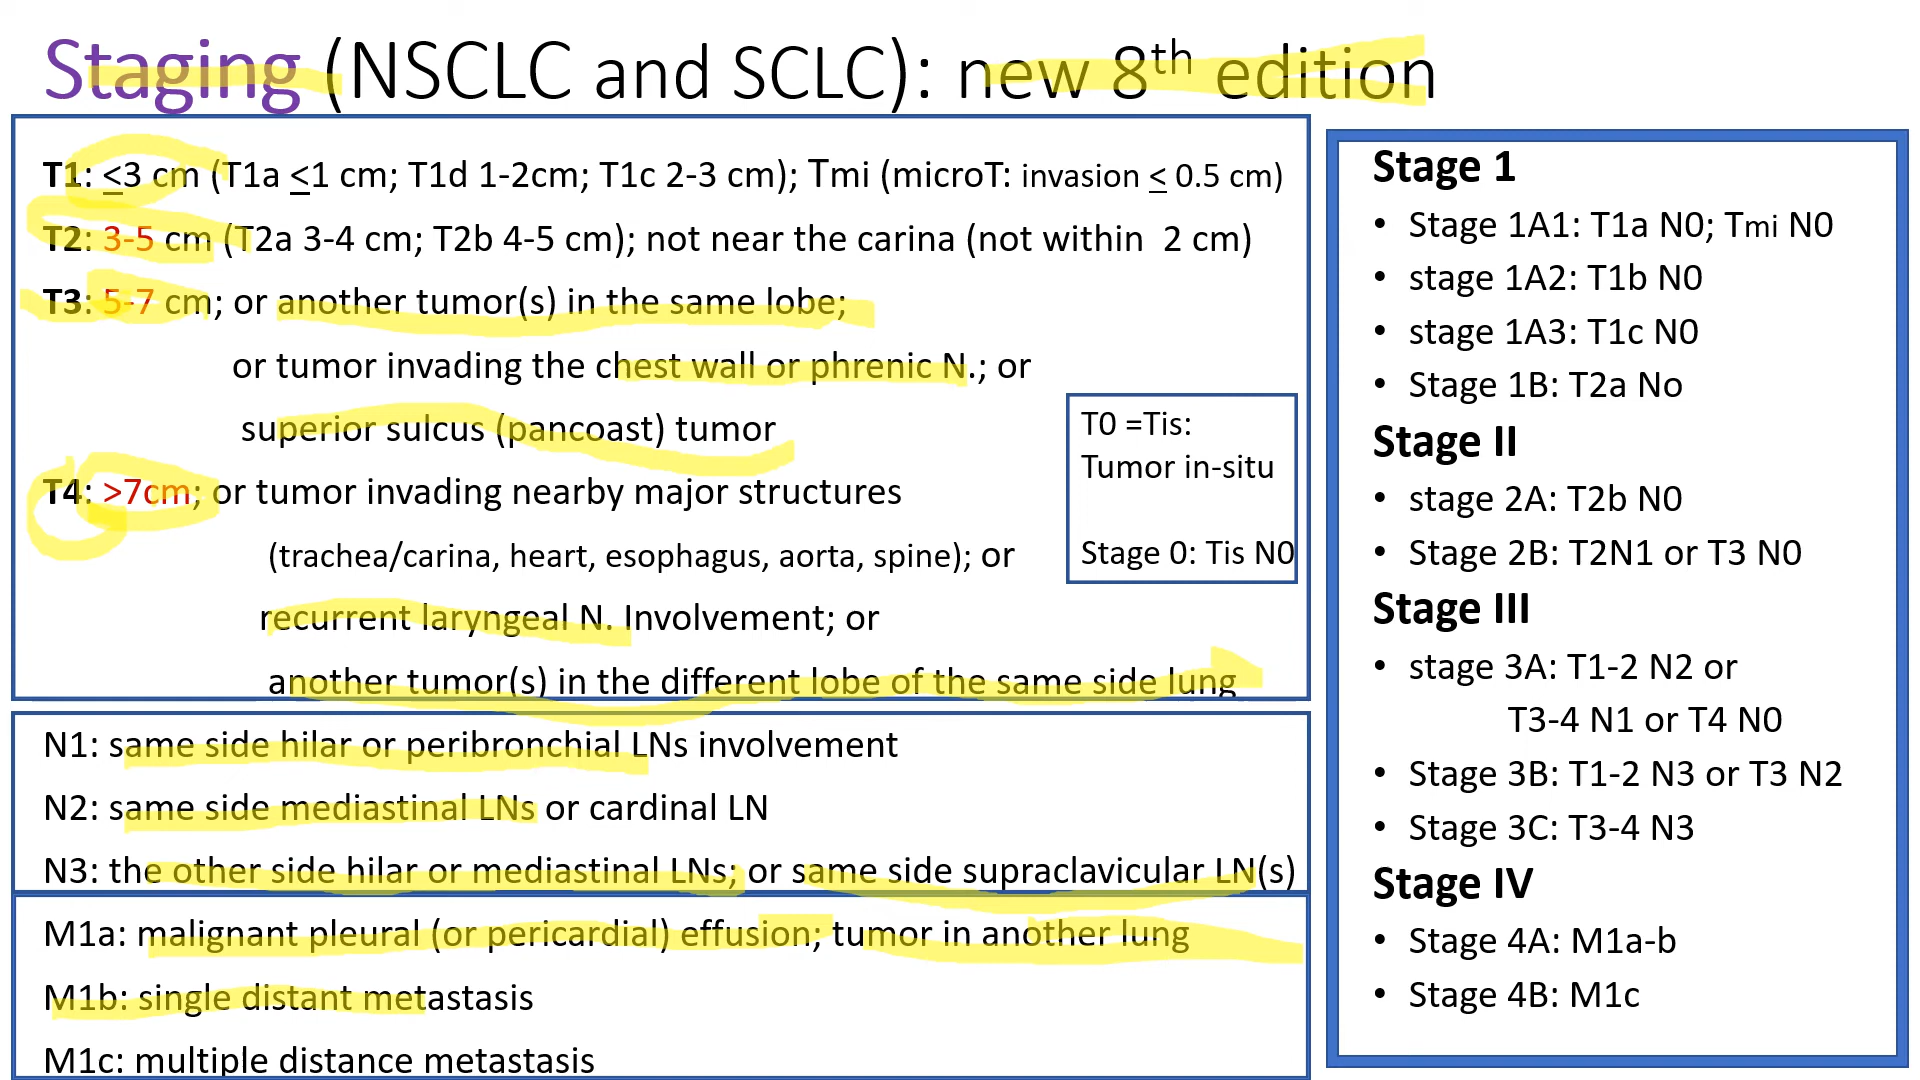 Staging (NSCLC and SCLC): new 8th edition
T1: <3 cm (T1a <1 cm; T1d 1-2cm; T1c 2-3 cm); Tmi (microT: invasion < 0.5 cm)
T2: 3-5 cm (T2a 3-4 cm; T2b 4-5 cm); not near the carina (not within 2 cm)
T3: 5-7 cm; or another tumor(s) in the same lobe;
or tumor invading the chest wall or phrenic N.; or
superior sulcus (pancoast) tumor
T4: >7cm; or tumor invading nearby major structures
(trachea/carina, heart, esophagus, aorta, spine); or
recurrent laryngeal N. Involvement; or
another tumor(s) in the different lobe of the same side lung
T0 =Tis:
Tumor in-situ
Stage 0: Tis N0
N1: same side hilar or peribronchial LNs involvement
N2: same side mediastinal LNs or cardinal LN
N3: the other side hilar or mediastinal LNs; or same side supraclavicular LN(s)
M1a: malignant pleural (or pericardial) effusion; tumor in another lung
M1b: single distant metastasis
M1c: multiple distance metastasis
Stage 1
• Stage 1A1: T1a N0; Tmi N0
• stage 1A2: T1b N0
• stage 1A3: T1c N0
• Stage 1B: T2a No
Stage II
• stage 2A: T2b N0
• Stage 2B: T2N1 or T3 N0
Stage III
• stage 3A: T1-2 N2 or
T3-4 N1 or T4 N0
• Stage 3B: T1-2 N3 or T3 N2
• Stage 3C: T3-4 N3
Stage IV
• Stage 4A: M1a-b
• Stage 4B: M1c